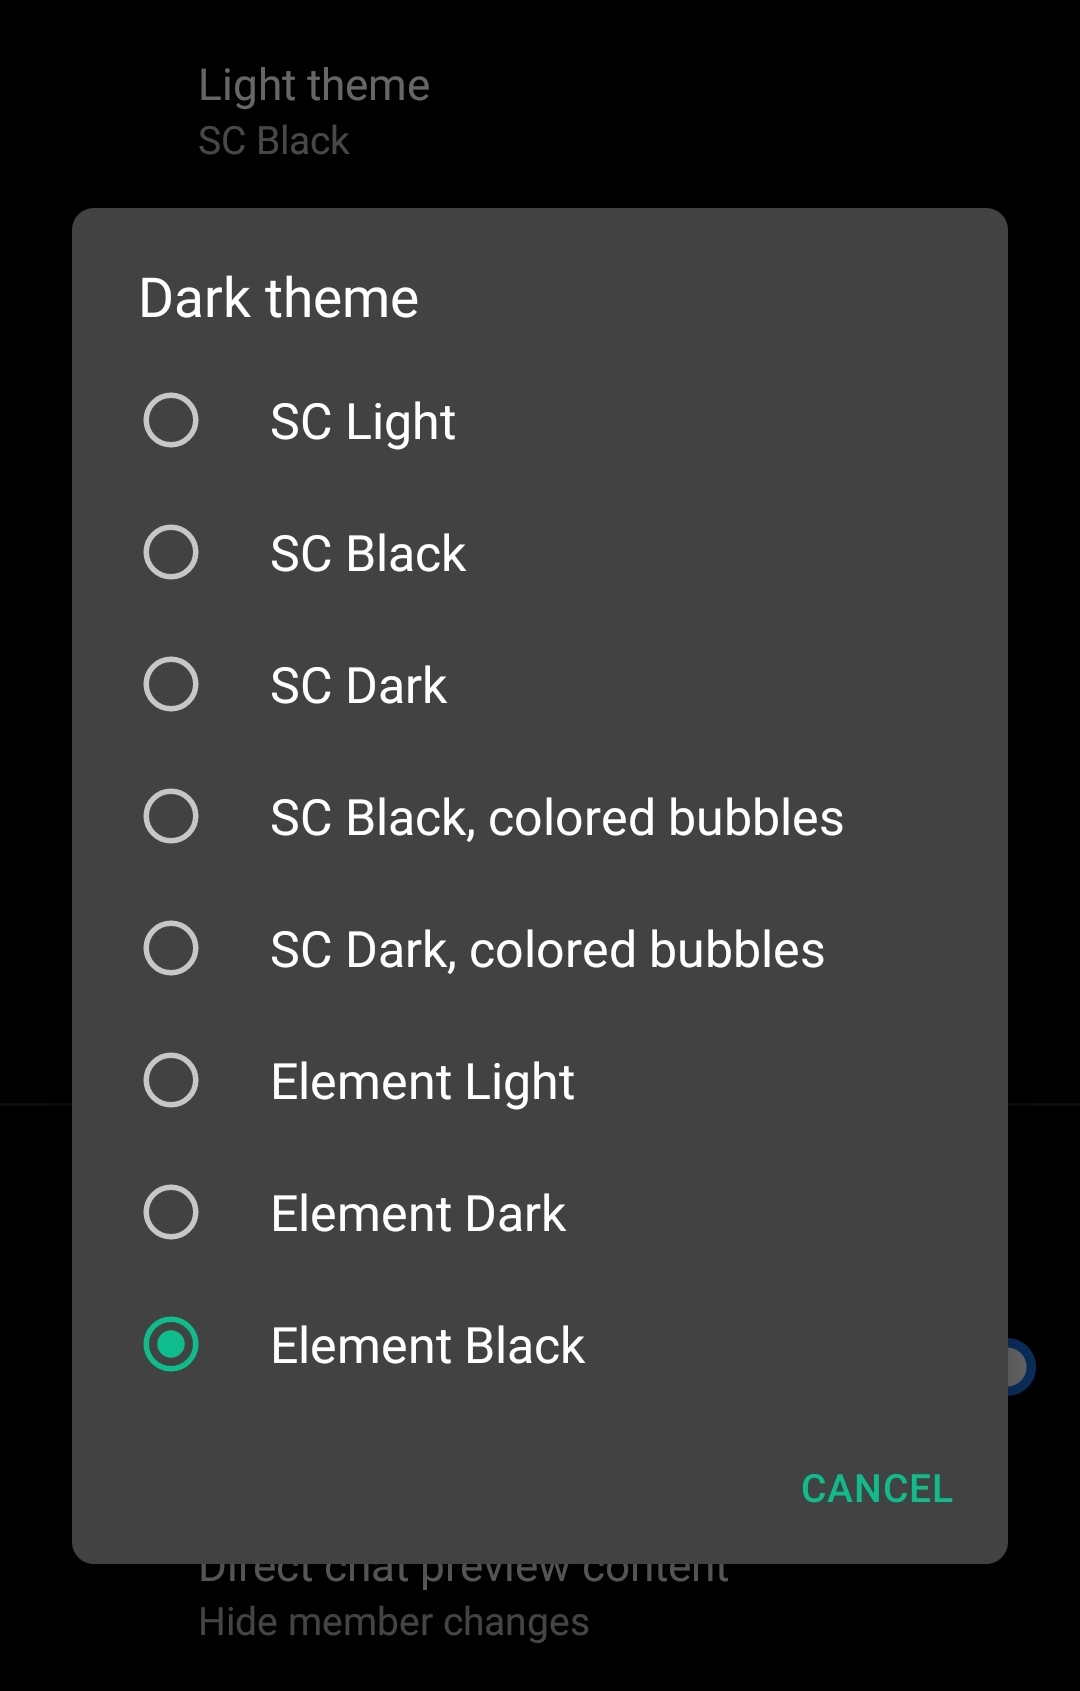 Light theme
SC Black
Dark theme
SC Light
SC Black
SC Dark
SC Black, colored bubbles
SC Dark, colored bubbles
Element Light
Element Dark
Element Black
CANCEL
Direct chat preview content
Hide member changes